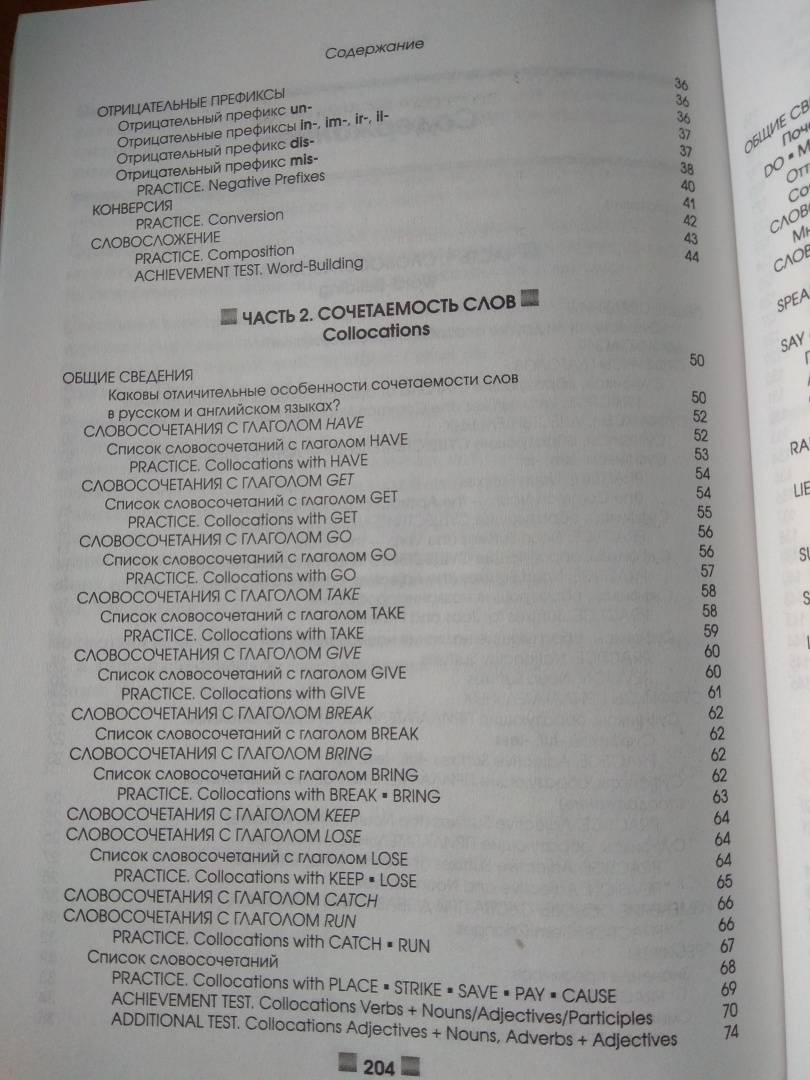 Содержание
ОТРИЦАТЕЛЬНЫЕ ПРЕФИКСЫ 36
Отрицательный префикс un- 36
Отрицательные префиксы in-, im-, ir-, il- 36
Отрицательный префикс dis- 37
Отрицательный префикс mis- 37
PRACTICE. Negative Prefixes 38
КОНВЕРСИЯ 40
PRACTICE. Conversion 41
СЛОВОСЛОЖЕНИЕ 42
PRACTICE. Composition 43
ACHIEVEMENT TEST. Word-Building 44
ЧАСТЬ 2. СОЧЕТАЕМОСТЬ СЛОВ
Collocations
ОБЩИЕ СВЕДЕНИЯ 50
Каковы отличительные особенности сочетаемости слов
в русском и английском языках? 50
СЛОВОСОЧЕТАНИЯ С ГЛАГОЛОМ HAVE 52
Список словосочетаний с глаголом HAVE 52
PRACTICE. Collocations with HAVE 53
СЛОВОСОЧЕТАНИЯ С ГЛАГОЛОМ GET 54
Список словосочетаний с глаголом GET 54
PRACTICE. Collocations with GET 55
СЛОВОСОЧЕТАНИЯ С ГЛАГОЛОМ GO 56
Список словосочетаний с глаголом GO 56
PRACTICE. Collocations with GO 57
СЛОВОСОЧЕТАНИЯ С ГЛАГОЛОМ TAKE 58
Список словосочетаний с глаголом TAKE 58
PRACTICE. Collocations with TAKE 59
СЛОВОСОЧЕТАНИЯ С ГЛАГОЛОМ GIVE 60
Список словосочетаний с глаголом GIVE 60
PRACTICE. Collocations with GIVE 61
СЛОВОСОЧЕТАНИЯ С ГЛАГОЛОМ BREAK 62
Список словосочетаний с глаголом BREAK 62
СЛОВОСОЧЕТАНИЯ С ГЛАГОЛОМ BRING 62
Список словосочетаний с глаголом BRING 62
PRACTICE. Collocations with BREAK ▪ BRING 63
СЛОВОСОЧЕТАНИЯ С ГЛАГОЛОМ KEEP 64
СЛОВОСОЧЕТАНИЯ С ГЛАГОЛОМ LOSE 64
Список словосочетаний с глаголом LOSE 64
PRACTICE. Collocations with KEEP ▪ LOSE 65
СЛОВОСОЧЕТАНИЯ С ГЛАГОЛОМ CATCH 66
СЛОВОСОЧЕТАНИЯ С ГЛАГОЛОМ RUN 66
PRACTICE. Collocations with CATCH ▪ RUN 67
Список словосочетаний 68
PRACTICE. Collocations with PLACE ▪ STRIKE ▪ SAVE ▪ PAY ▪ CAUSE 69
ACHIEVEMENT TEST. Collocations Verbs + Nouns/Adjectives/Participles 70
ADDITIONAL TEST. Collocations Adjectives + Nouns, Adverbs + Adjectives 74
204
ОБЩИЕ
DO ▪
SAY